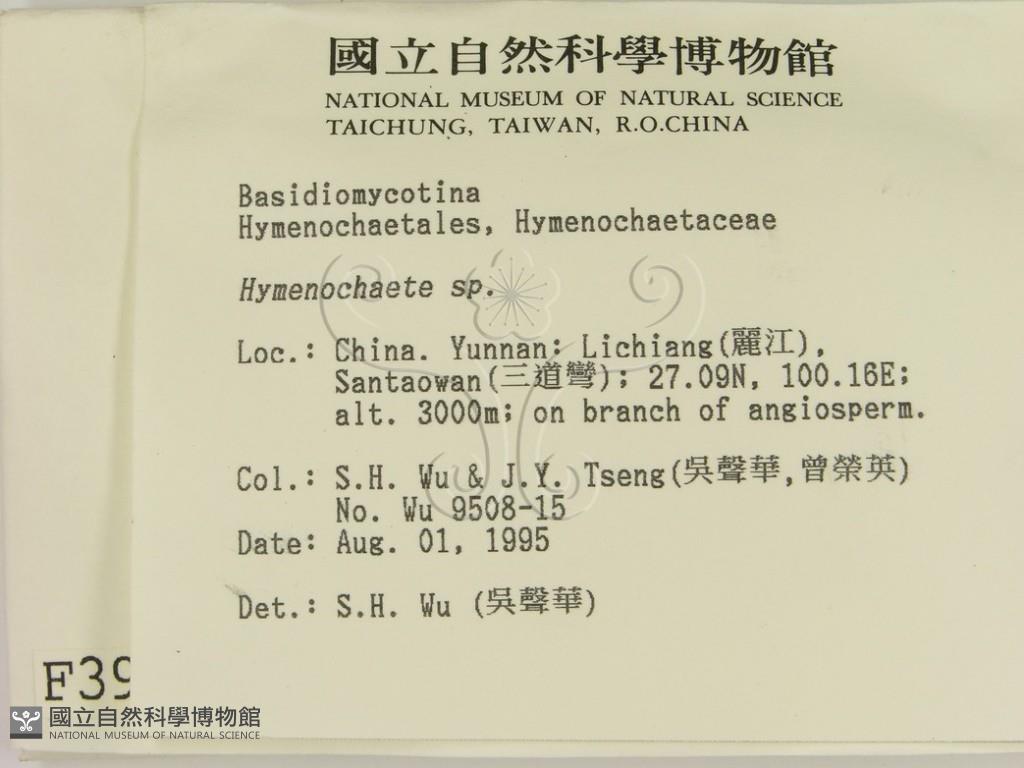 國立自然科學博物館
NATIONAL MUSEUM OF NATURAL SCIENCE
TAICHUNG, TAIWAN, R.O.CHINA
Basidiomycotina
Hymenochaetales, Hymenochaetaceae
Hymenochaete sp.
Loc.: China. Yunnan: Lichiang(麗江),
Santaowan(三道彎); 27.09N, 100.16E;
alt. 3000m; on branch of angiosperm.
Col.: S.H. Wu & J.Y. Tseng(吳聲華,曾榮英)
No. Wu 9508-15
Date: Aug. 01, 1995
Det.: S.H. Wu (吳聲華)
F39
國立自然科學博物館
NATIONAL MUSEUM OF NATURAL SCIENCE